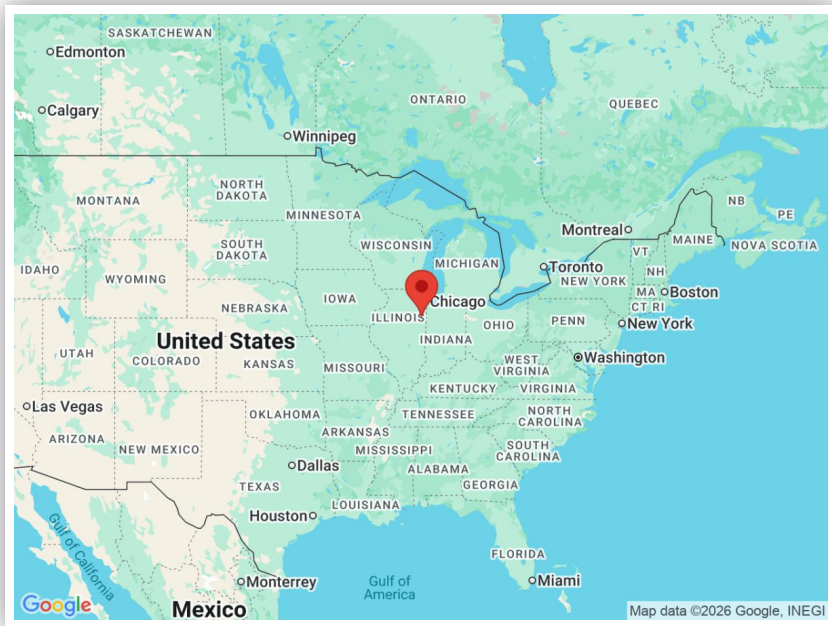 SASKATCHEWAN
Edmonton
Calgary
ONTARIO
QUEBEC
Winnipeg
MONTANA
NORTH
DAKOTA
MINNESOTA
NB
PE
Montreal
MAINE
NOVA SCOTIA
WISCONSIN
SOUTH
DAKOTA
MICHIGAN
VT
NH
Toronto
NEW YORK
IDAHO
WYOMING
IOWA
Chicago
MA
Boston
CT RI
NEBRASKA
ILLINOIS
OHIO
PENN
New York
United States
INDIANA
UTAH
COLORADO
KANSAS
MISSOURI
WEST
VIRGINIA
Washington
KENTUCKY
VIRGINIA
Las Vegas
OKLAHOMA
TENNESSEE
NORTH
CAROLINA
ARIZONA
NEW MEXICO
ARKANSAS
MISSISSIPPI
SOUTH
CAROLINA
Dallas
ALABAMA
TEXAS
GEORGIA
LOUISIANA
Houston
Gulf of California
FLORIDA
Monterrey
Gulf of
America
Miami
Google
Mexico
Map data ©2026 Google, INEGI